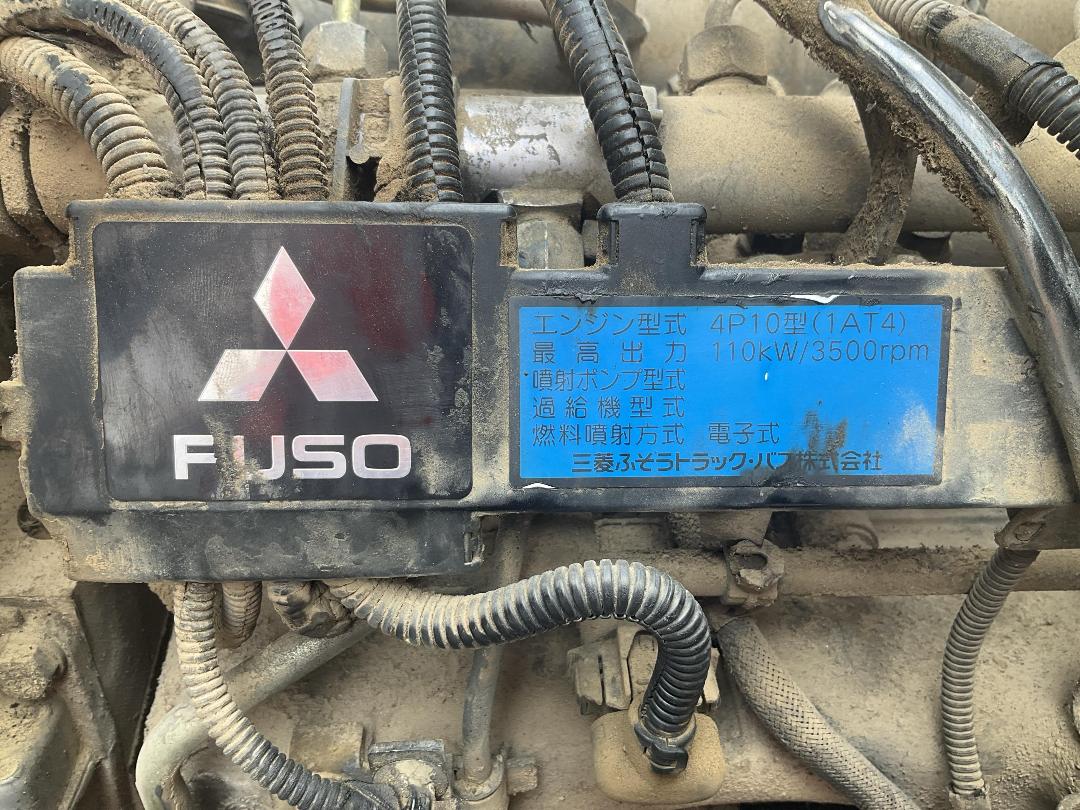 FUSO
エンジン型式 4P10型(1AT4)
最高出力 110kW/3500rpm
噴射ポンプ型式
過給機型式
燃料噴射方式 電子式
三菱ふそうトラック・バス株式会社